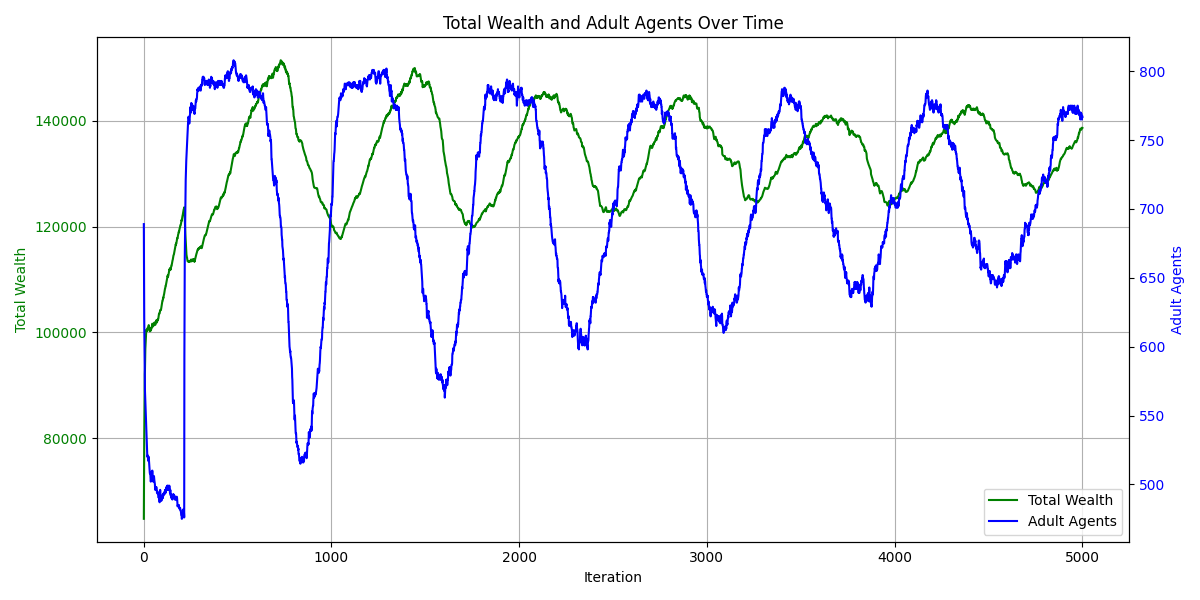 Total Wealth and Adult Agents Over Time
Total Wealth
140000
120000
100000
80000
800
750
700
650
600
550
500
Adult Agents
0 1000 2000 3000 4000 5000
Iteration
Total Wealth
Adult Agents